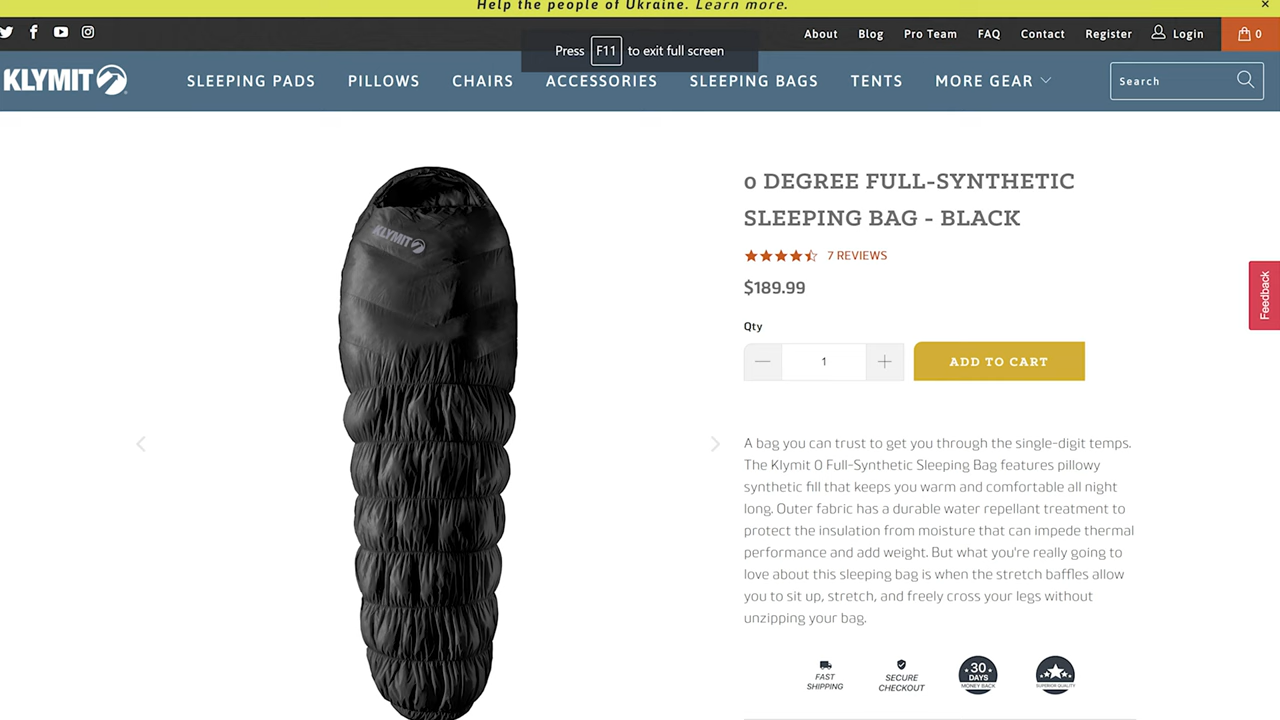 Help the people of Ukraine. Learn more.
About Blog Pro Team FAQ Contact Register Login 0
Press F11 to exit full screen
KLYMIT SLEEPING PADS PILLOWS CHAIRS ACCESSORIES SLEEPING BAGS TENTS MORE GEAR Search
KLYMIT
0 DEGREE FULL-SYNTHETIC
SLEEPING BAG - BLACK
7 REVIEWS
$189.99
Feedback
Qty
1 ADD TO CART
A bag you can trust to get you through the single-digit temps.
The Klymit 0 Full-Synthetic Sleeping Bag features pillowy
synthetic fill that keeps you warm and comfortable all night
long. Outer fabric has a durable water repellant treatment to
protect the insulation from moisture that can impede thermal
performance and add weight. But what you're really going to
love about this sleeping bag is when the stretch baffles allow
you to sit up, stretch, and freely cross your legs without
unzipping your bag.
FAST
SHIPPING
SECURE
CHECKOUT
30
DAYS
MONEY BACK
SUPERIOR QUALITY